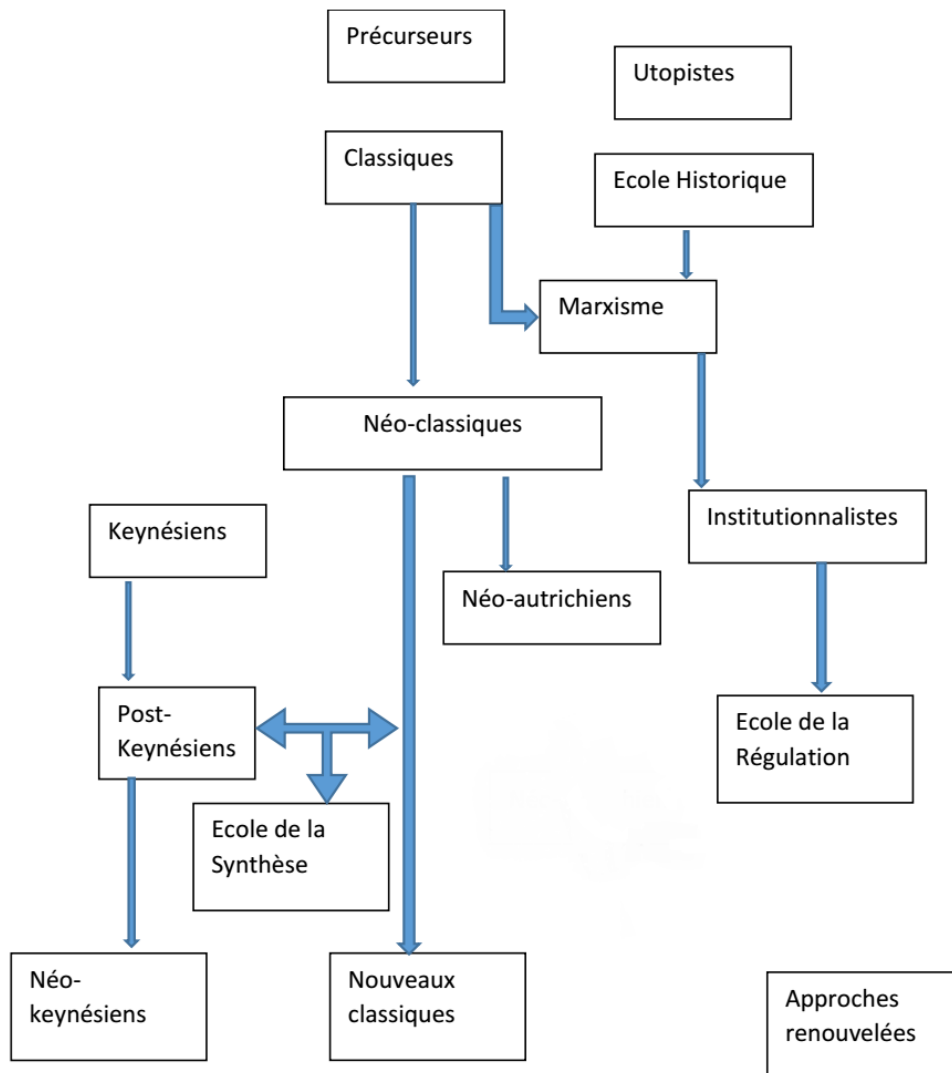 Précurseurs
Utopistes
Classiques
Ecole Historique
Marxisme
Néo-classiques
Keynésiens
Institutionnalistes
Néo-autrichiens
Post-
Keynésiens
Ecole de la
Régulation
Ecole de la
Synthèse
Néo-
keynésiens
Nouveaux
classiques
Approches
renouvelées